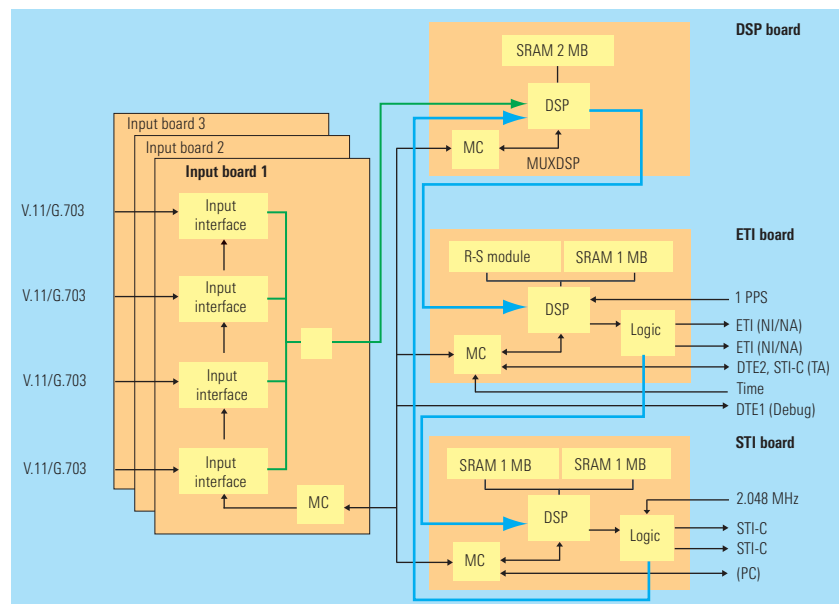 DSP board
SRAM 2 MB
DSP
MC
MUXDSP
Input board 3
Input board 2
Input board 1
V.11/G.703
Input
interface
V.11/G.703
Input
interface
V.11/G.703
Input
interface
V.11/G.703
Input
interface
MC
ETI board
R-S module
SRAM 1 MB
DSP
1 PPS
Logic
ETI (NI/NA)
ETI (NI/NA)
MC
DTE2, STI-C (TA)
Time
DTE1 (Debug)
STI board
SRAM 1 MB
SRAM 1 MB
DSP
2.048 MHz
Logic
STI-C
STI-C
MC
(PC)